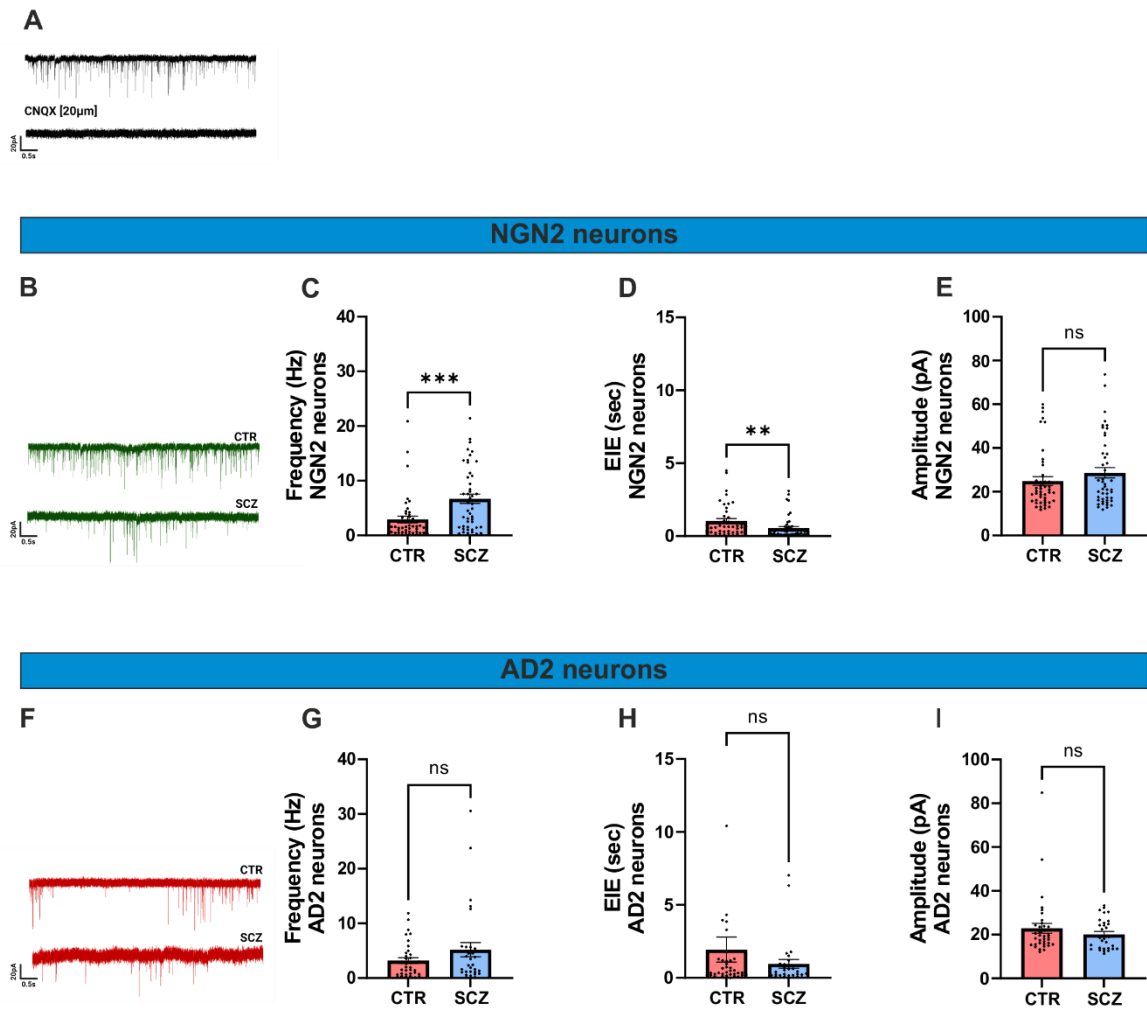 A
CNQX [20μm]
20pA
0.5s
NGN2 neurons
B
CTR
SCZ
20pA
0.5s
C
Frequency (Hz)
NGN2 neurons
40
30
20
10
0
***
CTR SCZ
D
EIE (sec)
NGN2 neurons
15
10
5
0
**
CTR SCZ
E
Amplitude (pA)
NGN2 neurons
100
80
60
40
20
0
ns
CTR SCZ
AD2 neurons
F
CTR
SCZ
20pA
0.5s
G
Frequency (Hz)
AD2 neurons
40
30
20
10
0
ns
CTR SCZ
H
EIE (sec)
AD2 neurons
15
10
5
0
ns
CTR SCZ
I
Amplitude (pA)
AD2 neurons
100
80
60
40
20
0
ns
CTR SCZ